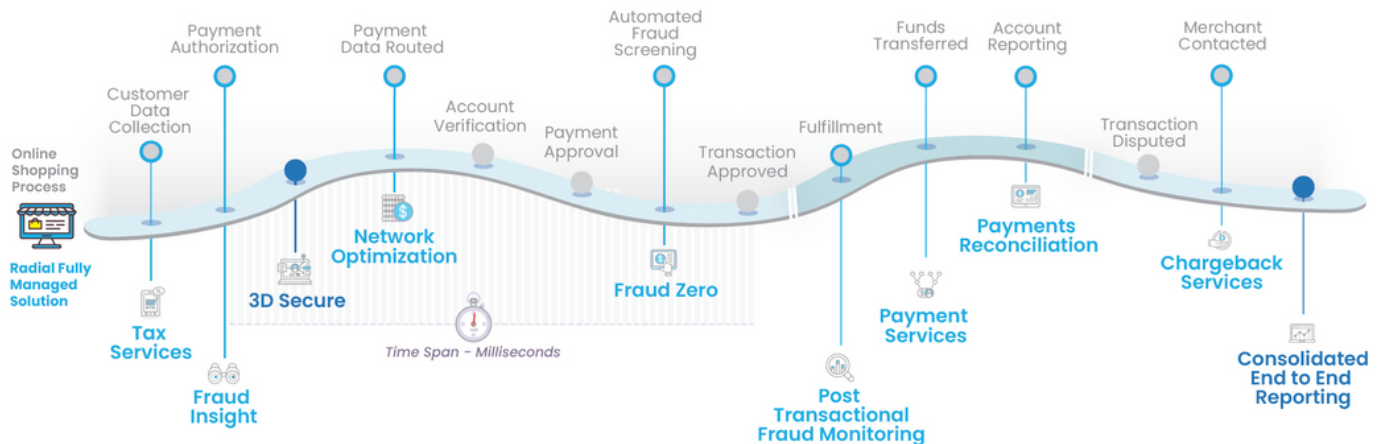 Online
Shopping
Process
Radial Fully
Managed
Solution
Customer
Data
Collection
Tax
Services
Payment
Authorization
Fraud
Insight
3D Secure
Payment
Data Routed
Network
Optimization
Account
Verification
Payment
Approval
Automated
Fraud
Screening
Fraud Zero
Transaction
Approved
Time Span - Milliseconds
Fulfillment
Post
Transactional
Fraud Monitoring
Funds
Transferred
Payment
Services
Account
Reporting
Payments
Reconciliation
Transaction
Disputed
Merchant
Contacted
Chargeback
Services
Consolidated
End to End
Reporting